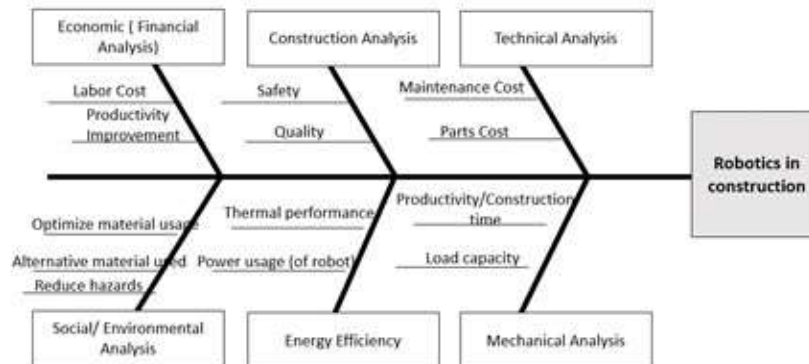 Economic ( Financial
Analysis)
Construction Analysis
Technical Analysis
Labor Cost
Productivity
Improvement
Safety
Quality
Maintenance Cost
Parts Cost
Robotics in
construction
Optimize material usage
Alternative material used
Reduce hazards
Thermal performance
Power usage (of robot)
Productivity/Construction
time
Load capacity
Social/ Environmental
Analysis
Energy Efficiency
Mechanical Analysis